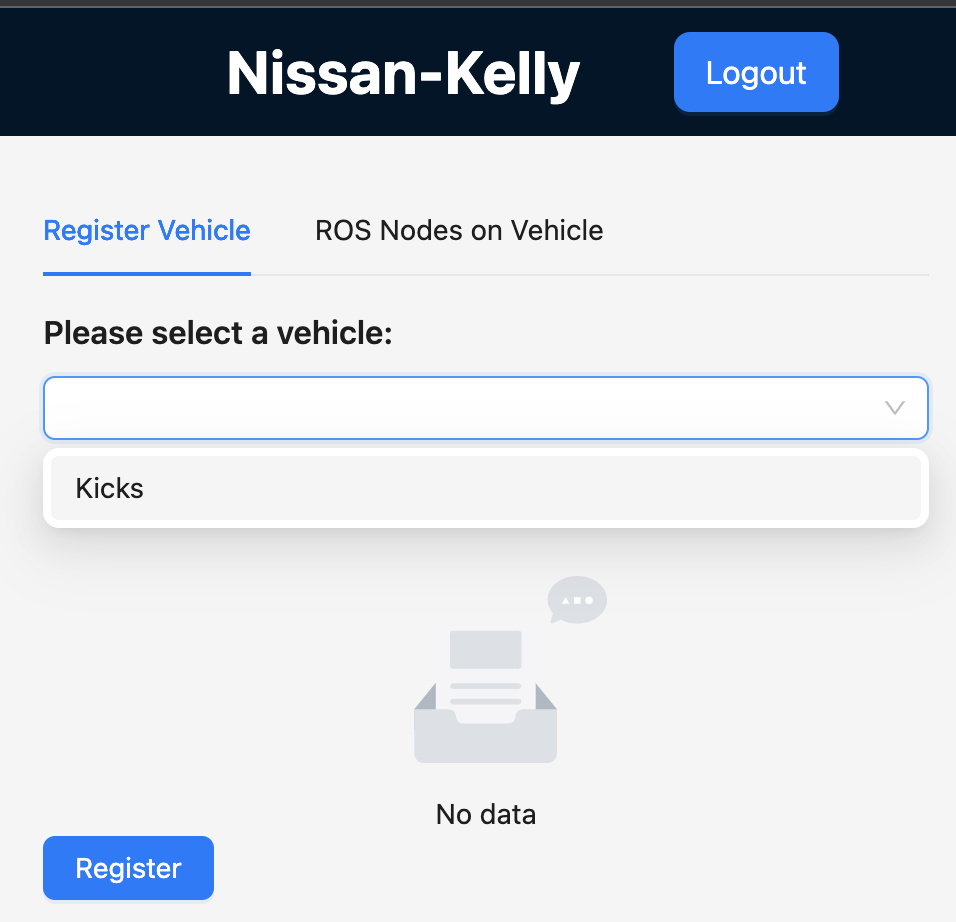 Nissan-Kelly
Logout
Register Vehicle
ROS Nodes on Vehicle
Please select a vehicle:
Kicks
No data
Register